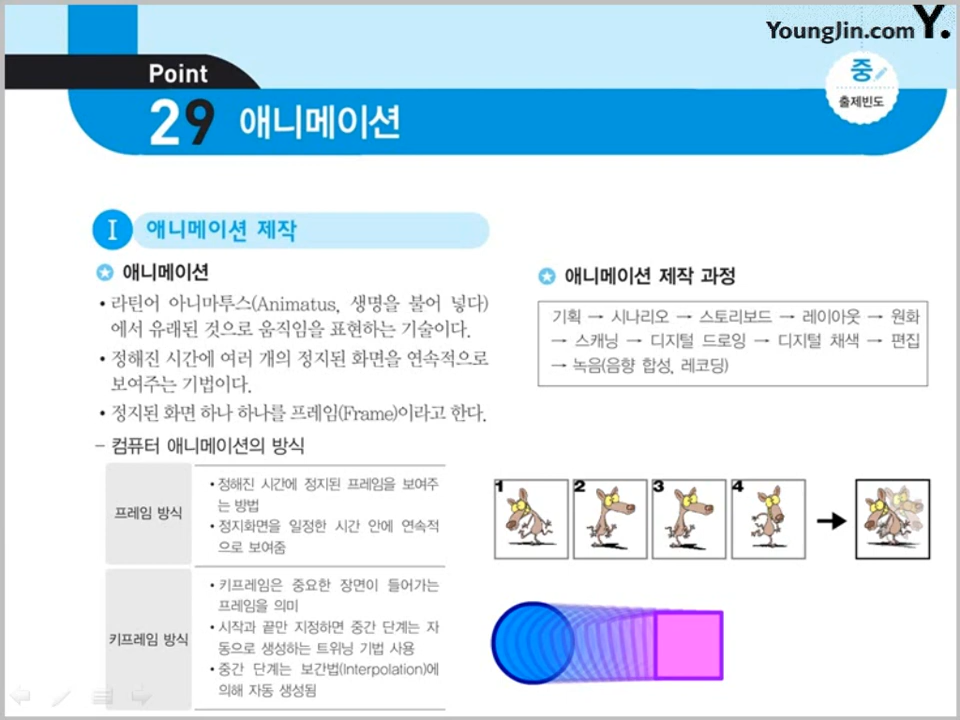 YoungJin.com Y.
중
출제빈도
Point
29 애니메이션
I 애니메이션 제작
애니메이션
• 라틴어 아니마투스(Animatus, 생명을 불어 넣다)
에서 유래된 것으로 움직임을 표현하는 기술이다.
• 정해진 시간에 여러 개의 정지된 화면을 연속적으로
보여주는 기법이다.
• 정지된 화면 하나 하나를 프레임(Frame)이라고 한다.
– 컴퓨터 애니메이션의 방식
프레임 방식
• 정해진 시간에 정지된 프레임을 보여주
는 방법
• 정지화면을 일정한 시간 안에 연속적
으로 보여줌
키프레임 방식
• 키프레임은 중요한 장면이 들어가는
프레임을 의미
• 시작과 끝만 지정하면 중간 단계는 자
동으로 생성하는 트위닝 기법 사용
• 중간 단계는 보간법(Interpolation)에
의해 자동 생성됨
애니메이션 제작 과정
기획 → 시나리오 → 스토리보드 → 레이아웃 → 원화
→ 스캐닝 → 디지털 드로잉 → 디지털 채색 → 편집
→ 녹음(음향 합성, 레코딩)
1 2 3 4